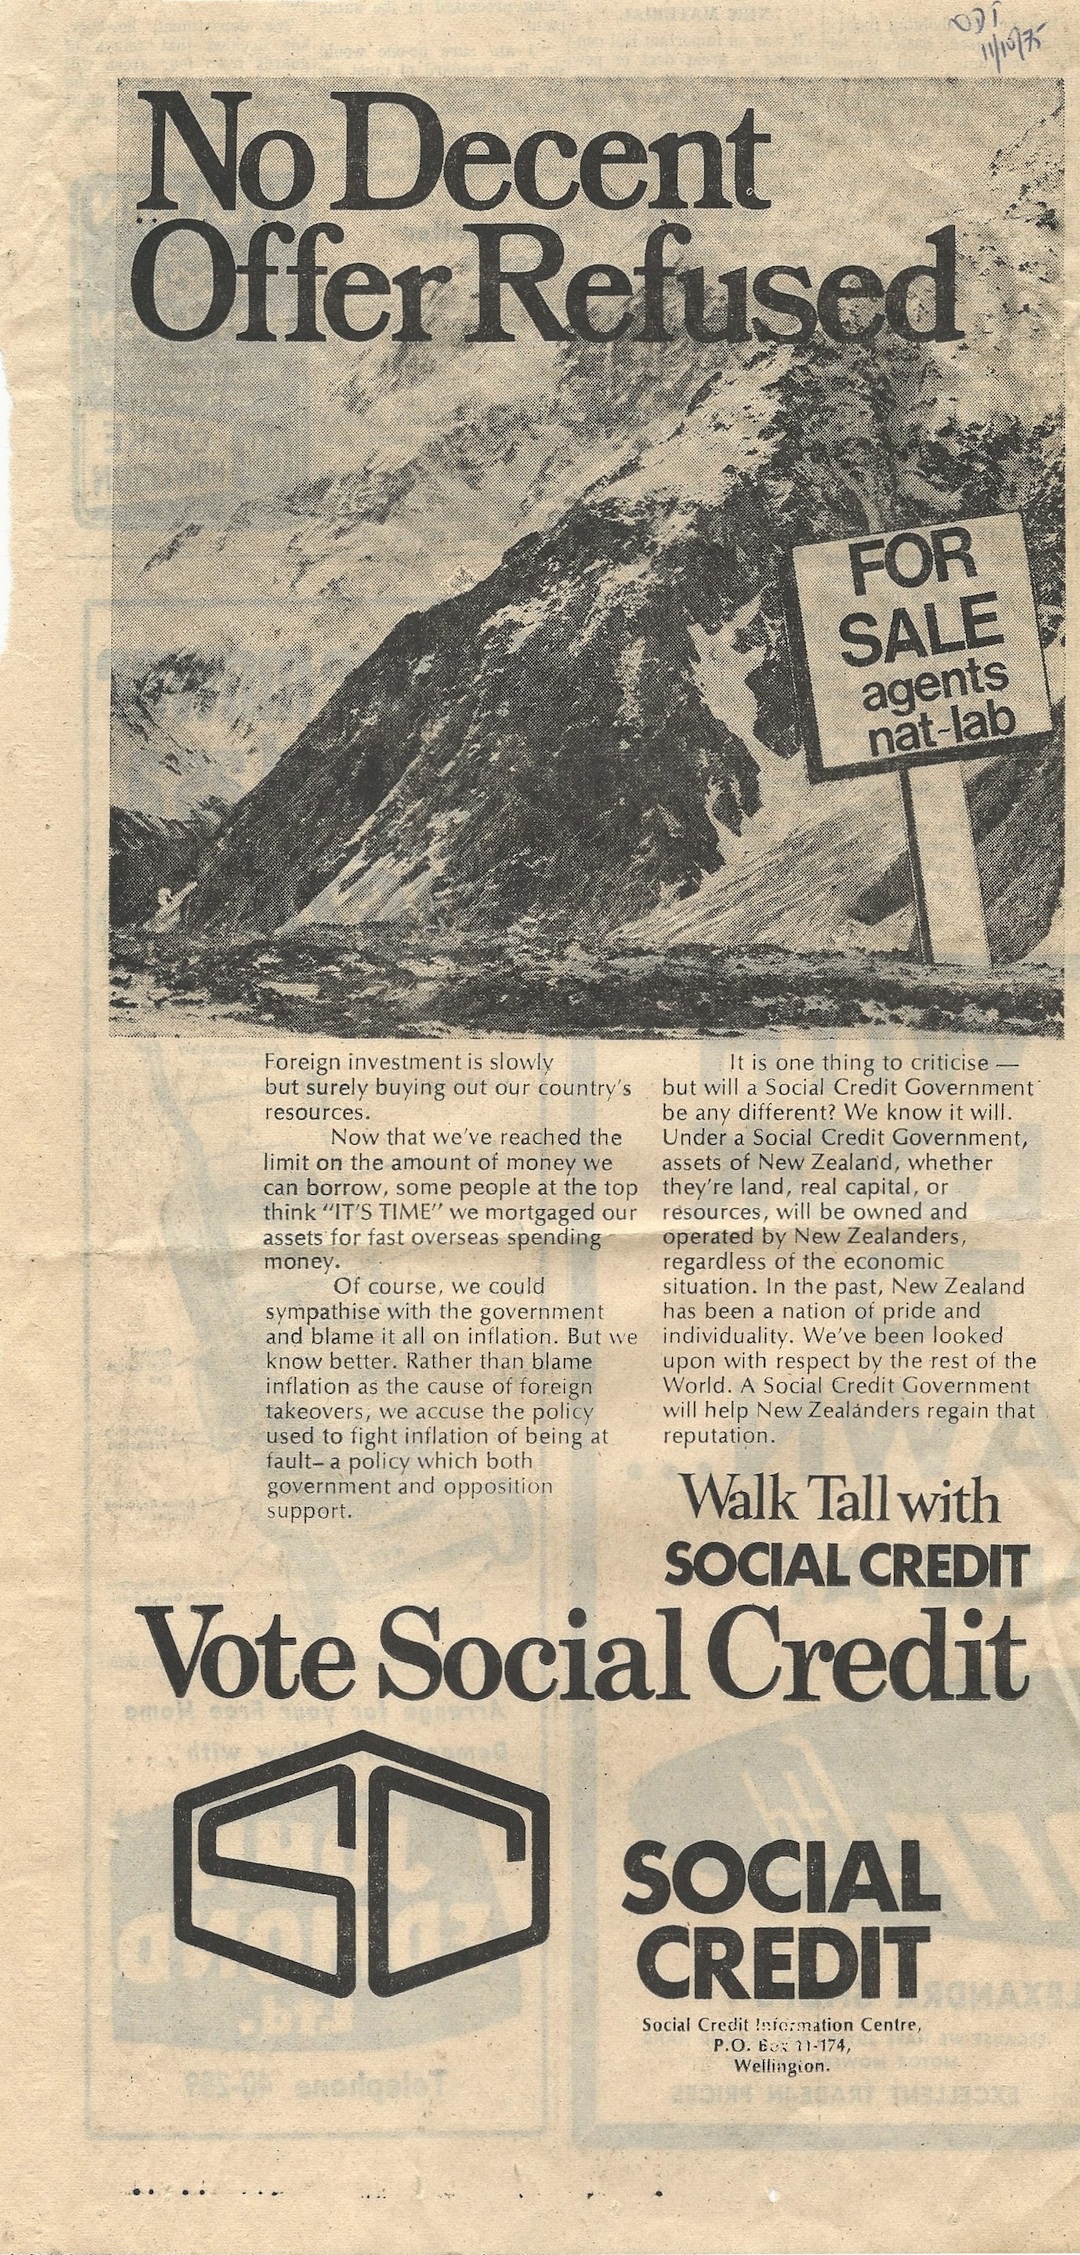 ODT
11/10/75
No Decent
Offer Refused
FOR
SALE
agents
nat-lab
Foreign investment is slowly
but surely buying out our country's
resources.
Now that we've reached the
limit on the amount of money we
can borrow, some people at the top
think "IT'S TIME" we mortgaged our
assets for fast overseas spending
money.
Of course, we could
sympathise with the government
and blame it all on inflation. But we
know better. Rather than blame
inflation as the cause of foreign
takeovers, we accuse the policy
used to fight inflation of being at
fault– a policy which both
government and opposition
support.
It is one thing to criticise —
but will a Social Credit Government
be any different? We know it will.
Under a Social Credit Government,
assets of New Zealand, whether
they're land, real capital, or
resources, will be owned and
operated by New Zealanders,
regardless of the economic
situation. In the past, New Zealand
has been a nation of pride and
individuality. We've been looked
upon with respect by the rest of the
World. A Social Credit Government
will help New Zealanders regain that
reputation.
Walk Tall with
SOCIAL CREDIT
Vote Social Credit
SC
SOCIAL
CREDIT
Social Credit Information Centre,
P.O. Box 11-174,
Wellington.